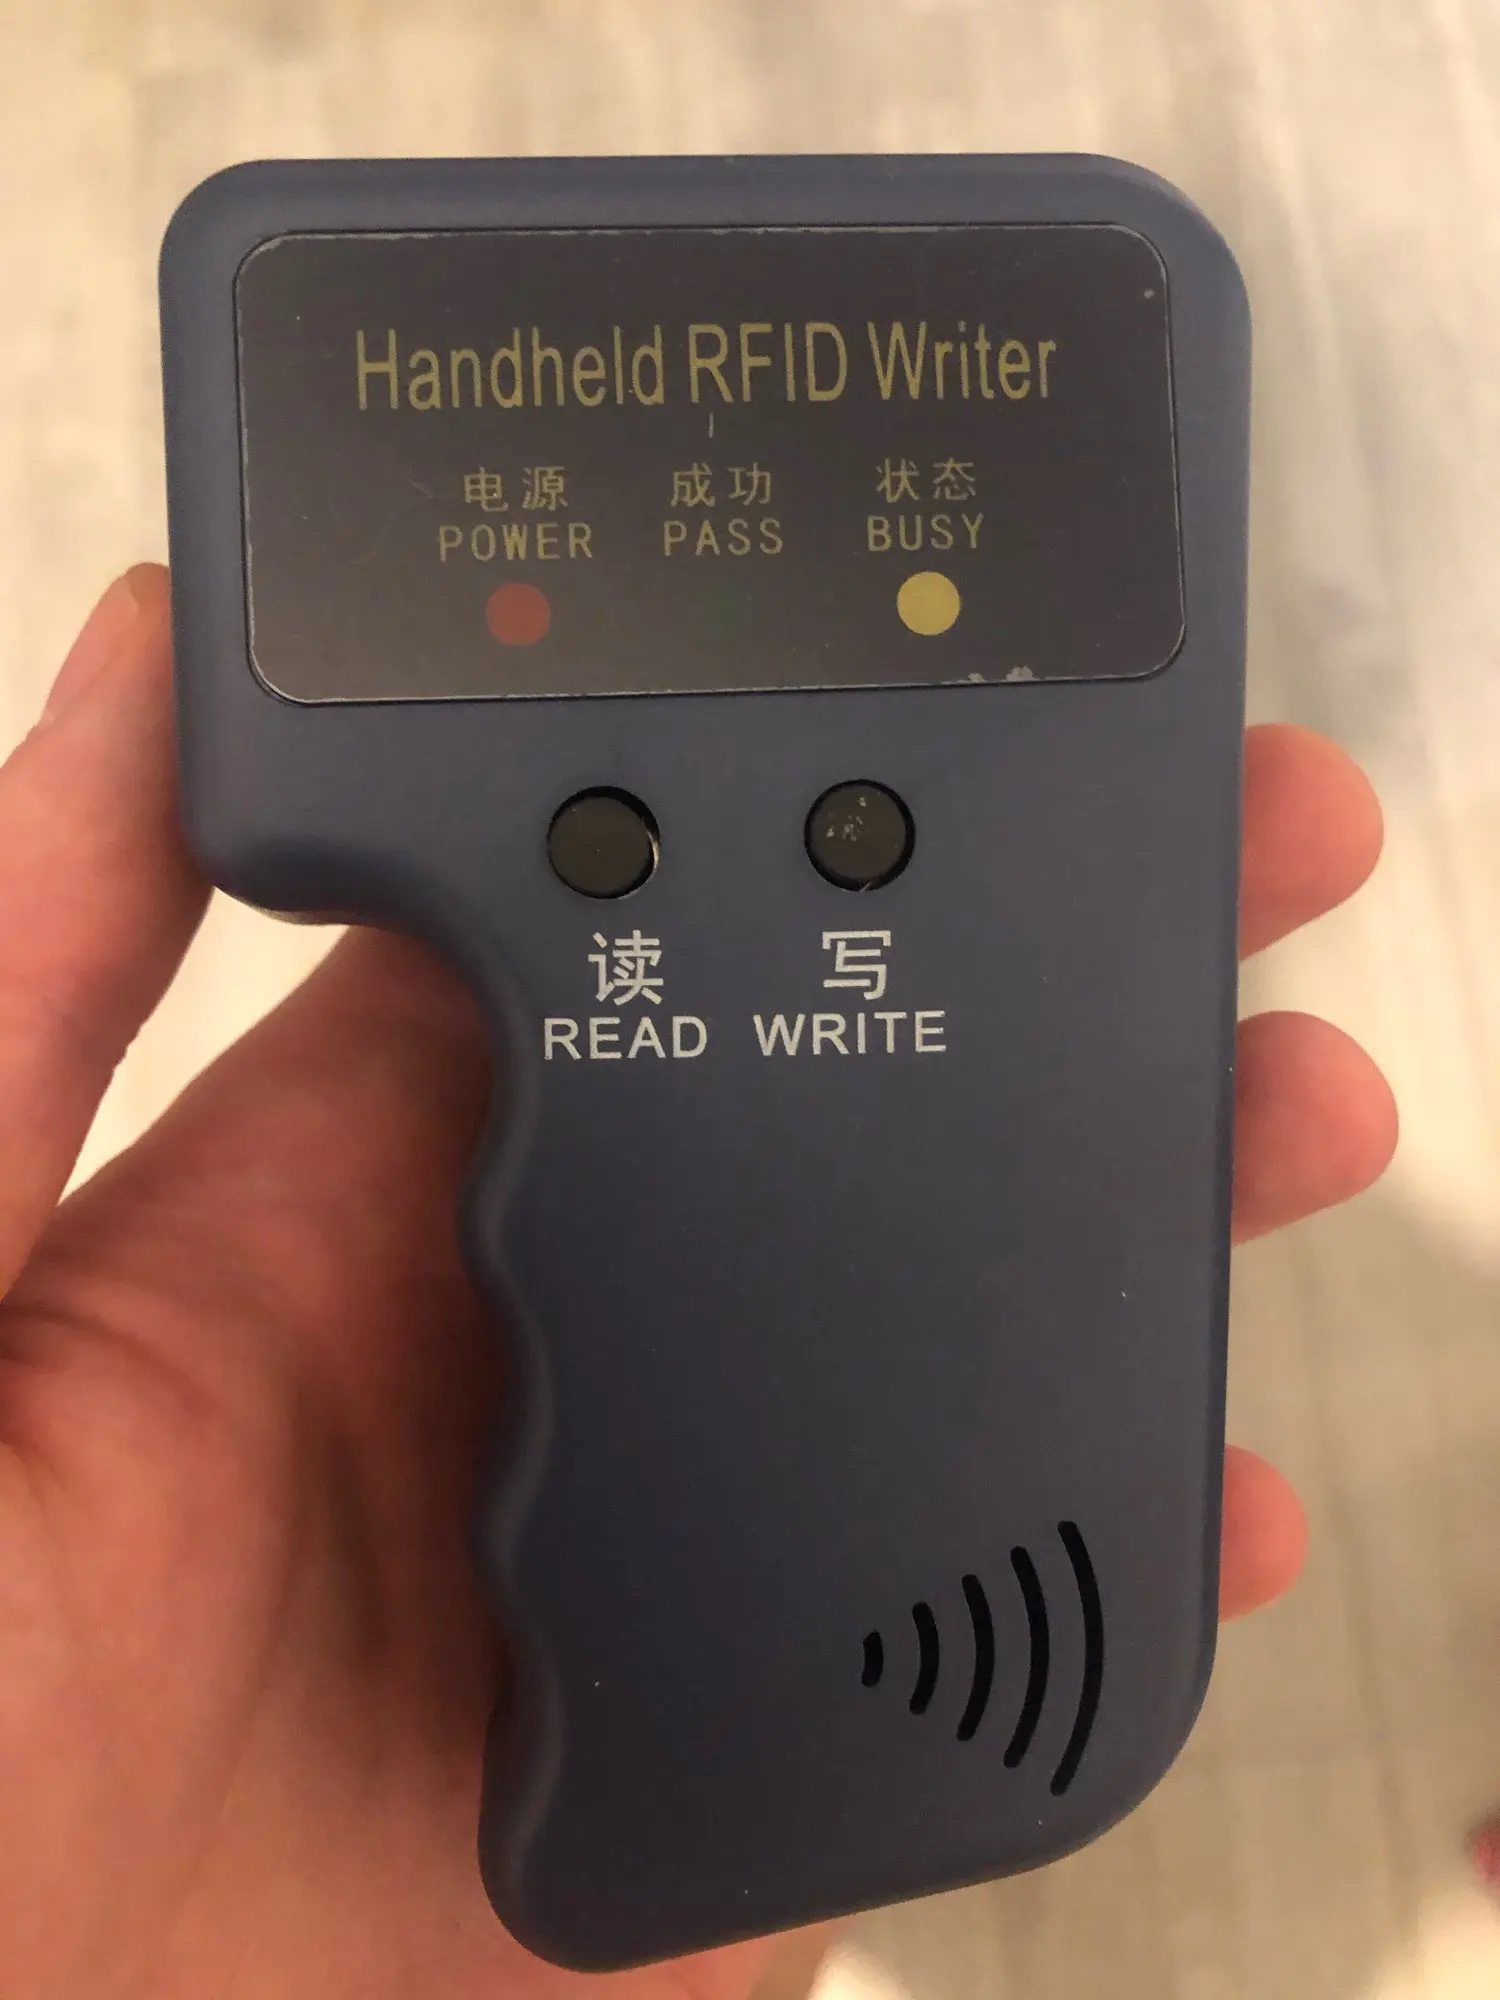 Handheld RFID Writer
电源 成功 状态
POWER PASS BUSY
读 写
READ WRITE